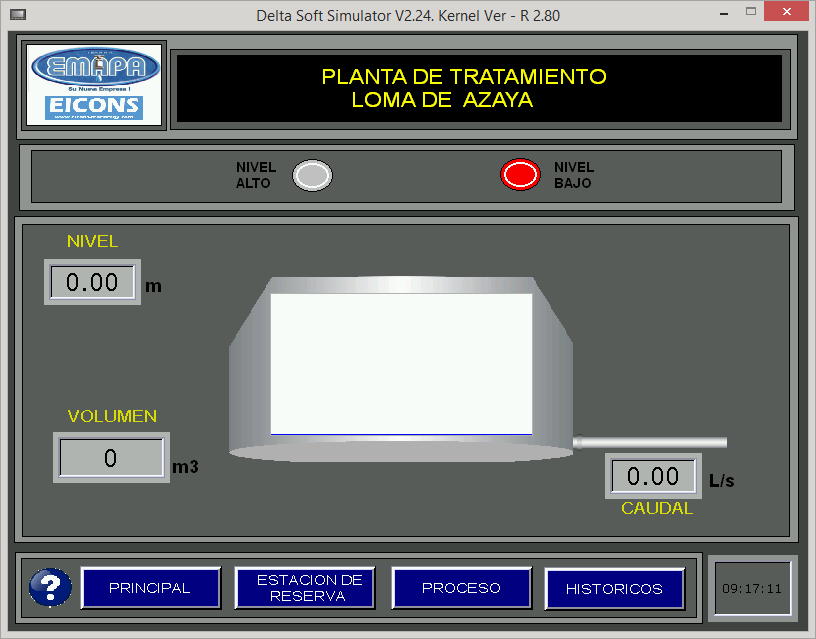 Delta Soft Simulator V2.24. Kernel Ver - R 2.80
EMAPA
Su Nueva Empresa !
EICONS
PLANTA DE TRATAMIENTO
LOMA DE AZAYA
NIVEL
ALTO
NIVEL
BAJO
NIVEL
0.00 m
VOLUMEN
0 m3
0.00 L/s
CAUDAL
?
PRINCIPAL
ESTACION DE
RESERVA
PROCESO
HISTORICOS
09:17:11